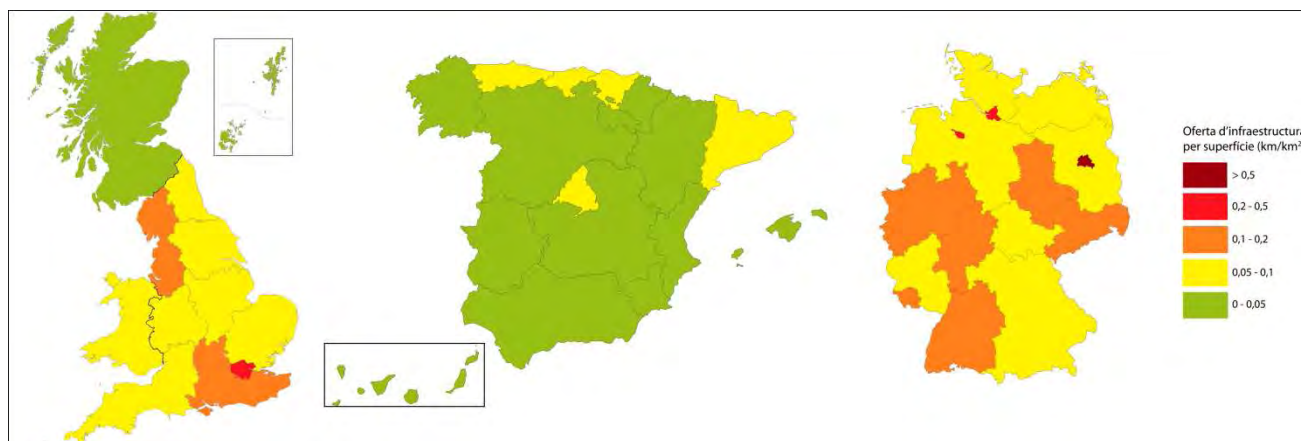 Oferta d'infraestructura
per superfície (km/km²
> 0,5
0,2 - 0,5
0,1 - 0,2
0,05 - 0,1
0 - 0,05